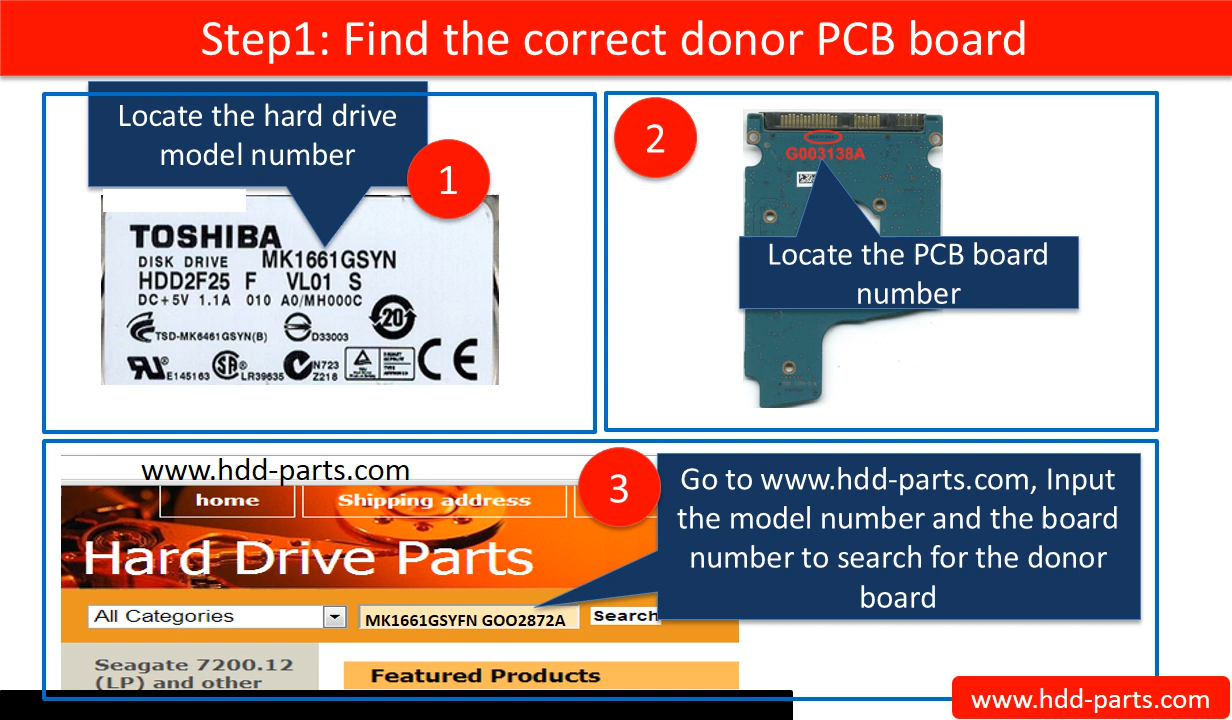 Step1: Find the correct donor PCB board
Locate the hard drive
model number
1
TOSHIBA
DISK DRIVE MK1661GSYN
HDD2F25 F VL01 S
DC+5V 1.1A 010 A0/MH000C
20
TSD-MK6461GSYN(B)
D33003
E145163
LR39635
N723
Z218
CE
2
G003138A
Locate the PCB board
number
www.hdd-parts.com
home
Shipping address
Hard Drive Parts
All Categories
MK1661GSYFN GOO2872A
Search
Seagate 7200.12
(LP) and other
Featured Products
3
Go to www.hdd-parts.com, Input
the model number and the board
number to search for the donor
board
www.hdd-parts.com